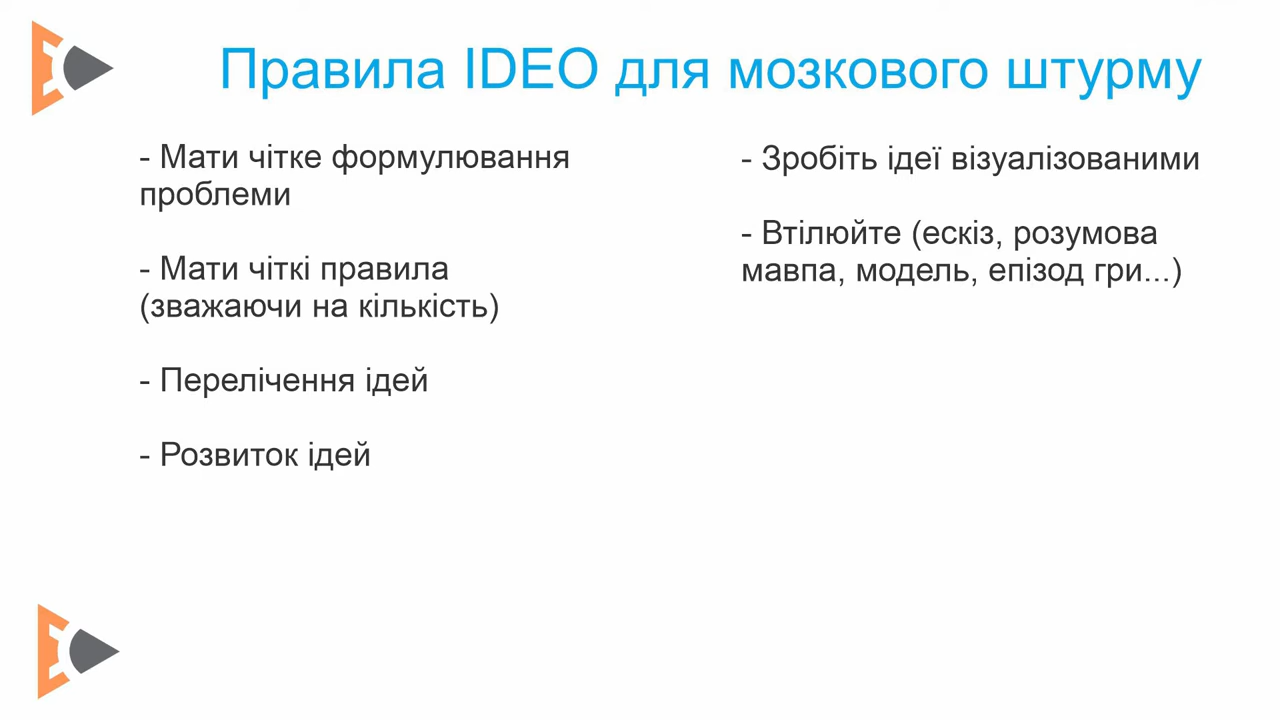 Правила IDEO для мозкового штурму
- Мати чітке формулювання
проблеми
- Мати чіткі правила
(зважаючи на кількість)
- Перелічення ідей
- Розвиток ідей
- Зробіть ідеї візуалізованими
- Втілюйте (ескіз, розумова
мавпа, модель, епізод гри...)